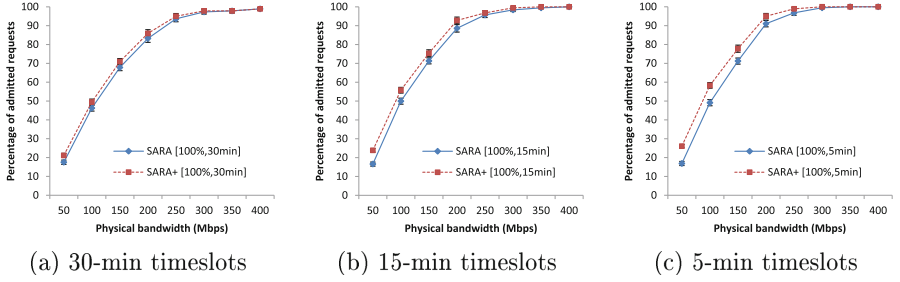 Percentage of admitted requests
100
90
80
70
60
50
40
30
20
10
0
SARA [100%,30min]
SARA+ [100%,30min]
50 100 150 200 250 300 350 400
Physical bandwidth (Mbps)
(a) 30-min timeslots
Percentage of admitted requests
100
90
80
70
60
50
40
30
20
10
0
SARA [100%,15min]
SARA+ [100%,15min]
50 100 150 200 250 300 350 400
Physical bandwidth (Mbps)
(b) 15-min timeslots
Percentage of admitted requests
100
90
80
70
60
50
40
30
20
10
0
SARA [100%,5min]
SARA+ [100%,5min]
50 100 150 200 250 300 350 400
Physical bandwidth (Mbps)
(c) 5-min timeslots